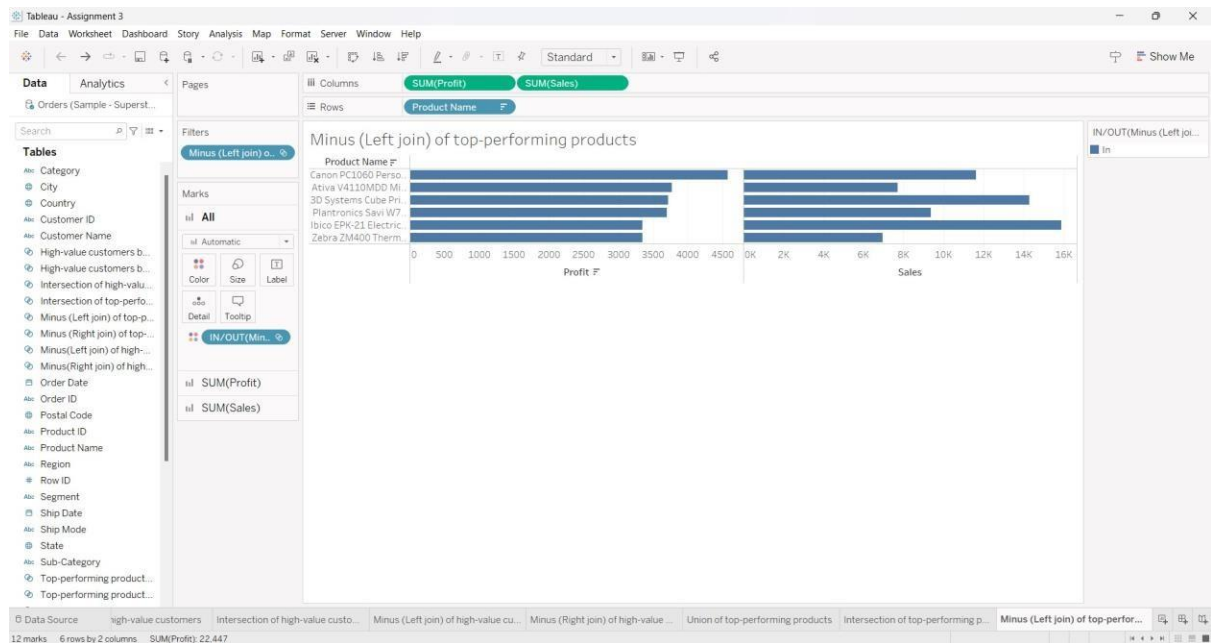 Tableau - Assignment 3
File Data Worksheet Dashboard Story Analysis Map Format Server Window Help
Standard
Show Me
Data Analytics
Orders (Sample - Superst...
Search
Tables
Abc Category
City
Country
Abc Customer ID
Abc Customer Name
High-value customers b...
High-value customers b...
Intersection of high-valu...
Intersection of top-perfo...
Minus (Left join) of top-p...
Minus (Right join) of top-...
Minus(Left join) of high-...
Minus(Right join) of high...
Order Date
Abc Order ID
Postal Code
Abc Product ID
Abc Product Name
Abc Region
# Row ID
Abc Segment
Ship Date
Abc Ship Mode
State
Abc Sub-Category
Top-performing product...
Top-performing product...
Pages
Filters
Minus (Left join) o..
Marks
All
Automatic
Color Size Label
Detail Tooltip
IN/OUT(Min..
SUM(Profit)
SUM(Sales)
Columns SUM(Profit) SUM(Sales)
Rows Product Name
Minus (Left join) of top-performing products
Product Name
Canon PC1060 Perso..
Ativa V4110MDD Mi..
3D Systems Cube Pri..
Plantronics Savi W7..
Ibico EPK-21 Electric..
Zebra ZM400 Therm..
0 500 1000 1500 2000 2500 3000 3500 4000 4500 0K 2K 4K 6K 8K 10K 12K 14K 16K
Profit Sales
IN/OUT(Minus (Left joi...
In
Data Source high-value customers Intersection of high-value custo... Minus (Left join) of high-value cu... Minus (Right join) of high-value ... Union of top-performing products Intersection of top-performing p... Minus (Left join) of top-perfor...
12 marks 6 rows by 2 columns SUM(Profit): 22,447